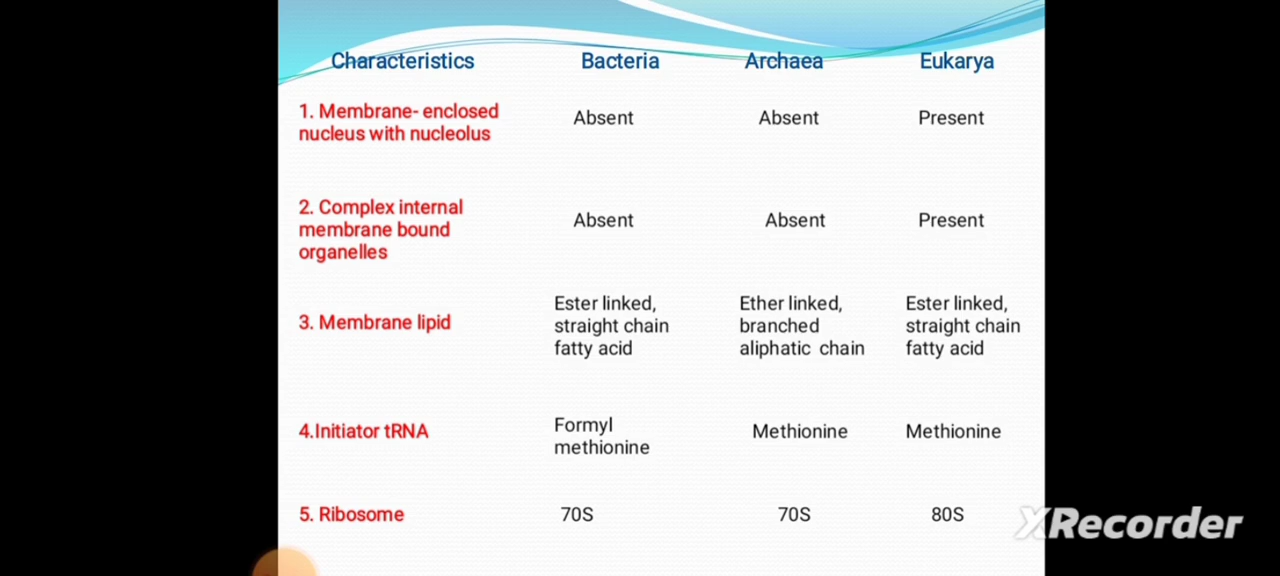 Characteristics Bacteria Archaea Eukarya
1. Membrane- enclosed
nucleus with nucleolus
Absent Absent Present
2. Complex internal
membrane bound
organelles
Absent Absent Present
3. Membrane lipid
Ester linked,
straight chain
fatty acid
Ether linked,
branched
aliphatic chain
Ester linked,
straight chain
fatty acid
4.Initiator tRNA
Formyl
methionine
Methionine
Methionine
5. Ribosome 70S 70S 80S
XRecorder